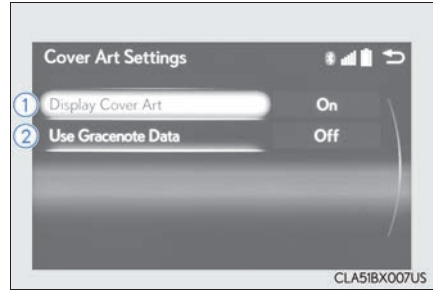 Cover Art Settings
1 Display Cover Art On
2 Use Gracenote Data Off
CLA51BX007US